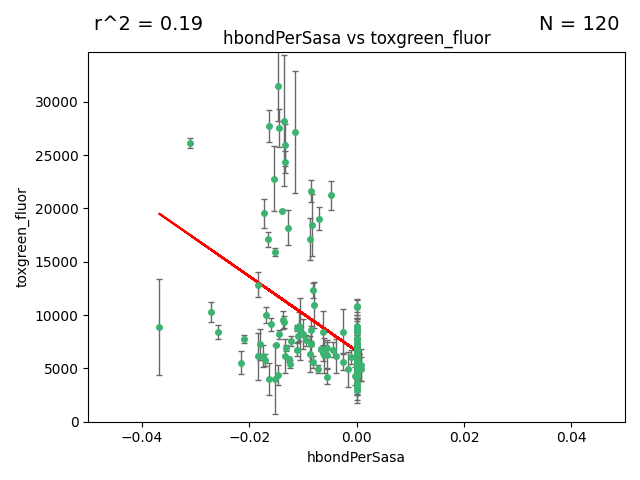 r^2 = 0.19
N = 120
hbondPerSasa vs toxgreen_fluor
30000
25000
20000
15000
10000
5000
0
toxgreen_fluor
−0.04
−0.02
0.00
0.02
0.04
hbondPerSasa